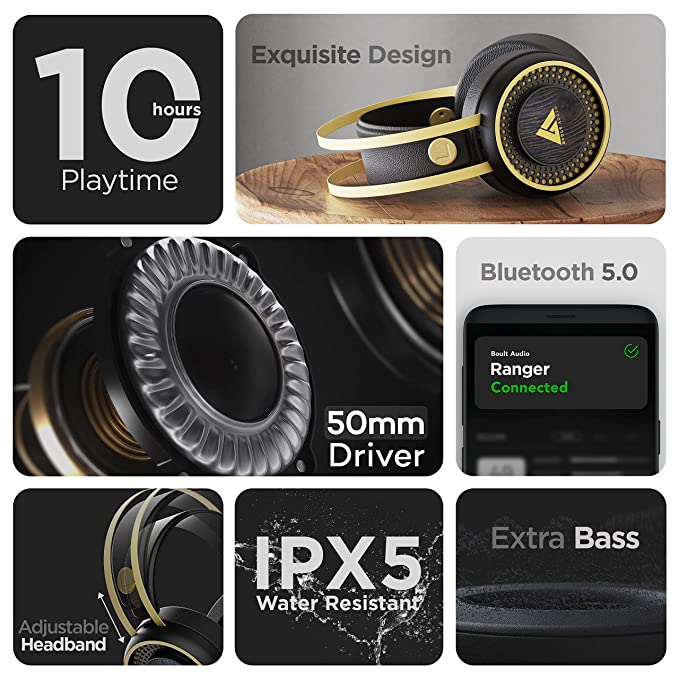 10
hours
Playtime
Exquisite Design
50mm
Driver
Bluetooth 5.0
Boult Audio
Ranger
Connected
Adjustable
Headband
IPX5
Water Resistant
Extra Bass